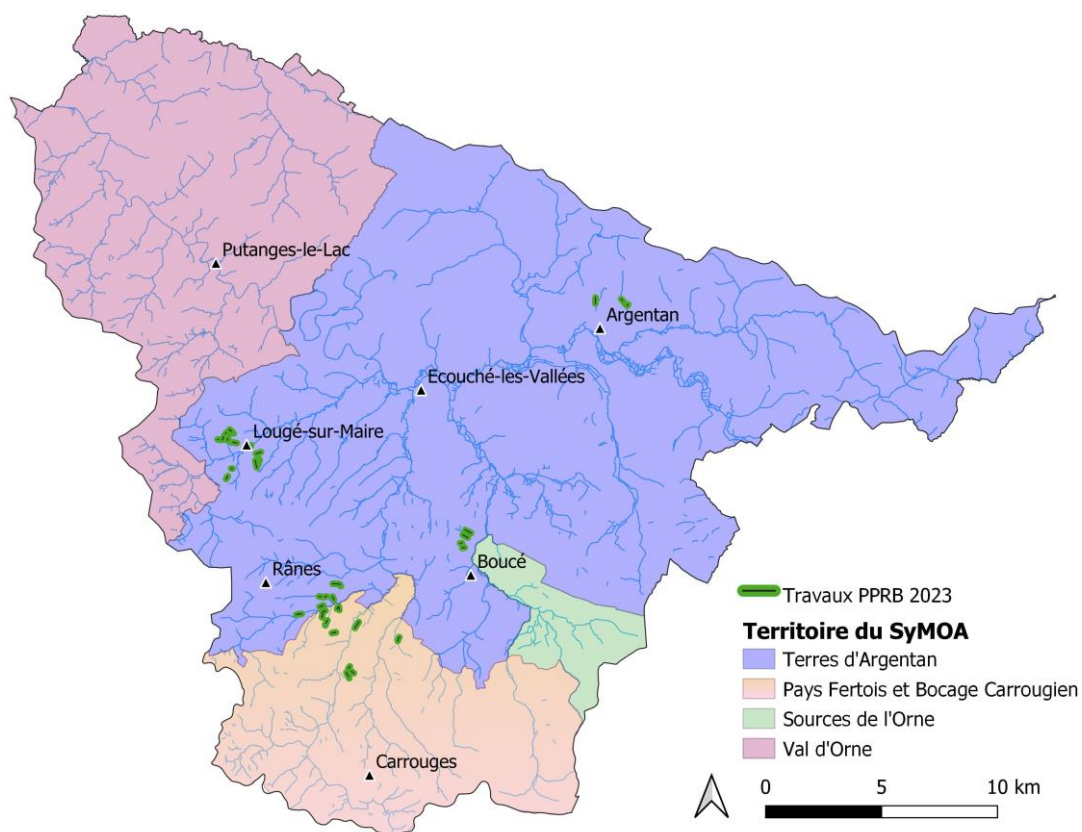 Putanges-le-Lac
Argentan
Ecouché-les-Vallées
Lougé-sur-Maire
Rânes
Boucé
Carrouges
Travaux PPRB 2023
Territoire du SyMOA
Terres d'Argentan
Pays Fertois et Bocage Carrougien
Sources de l'Orne
Val d'Orne
0 5 10 km